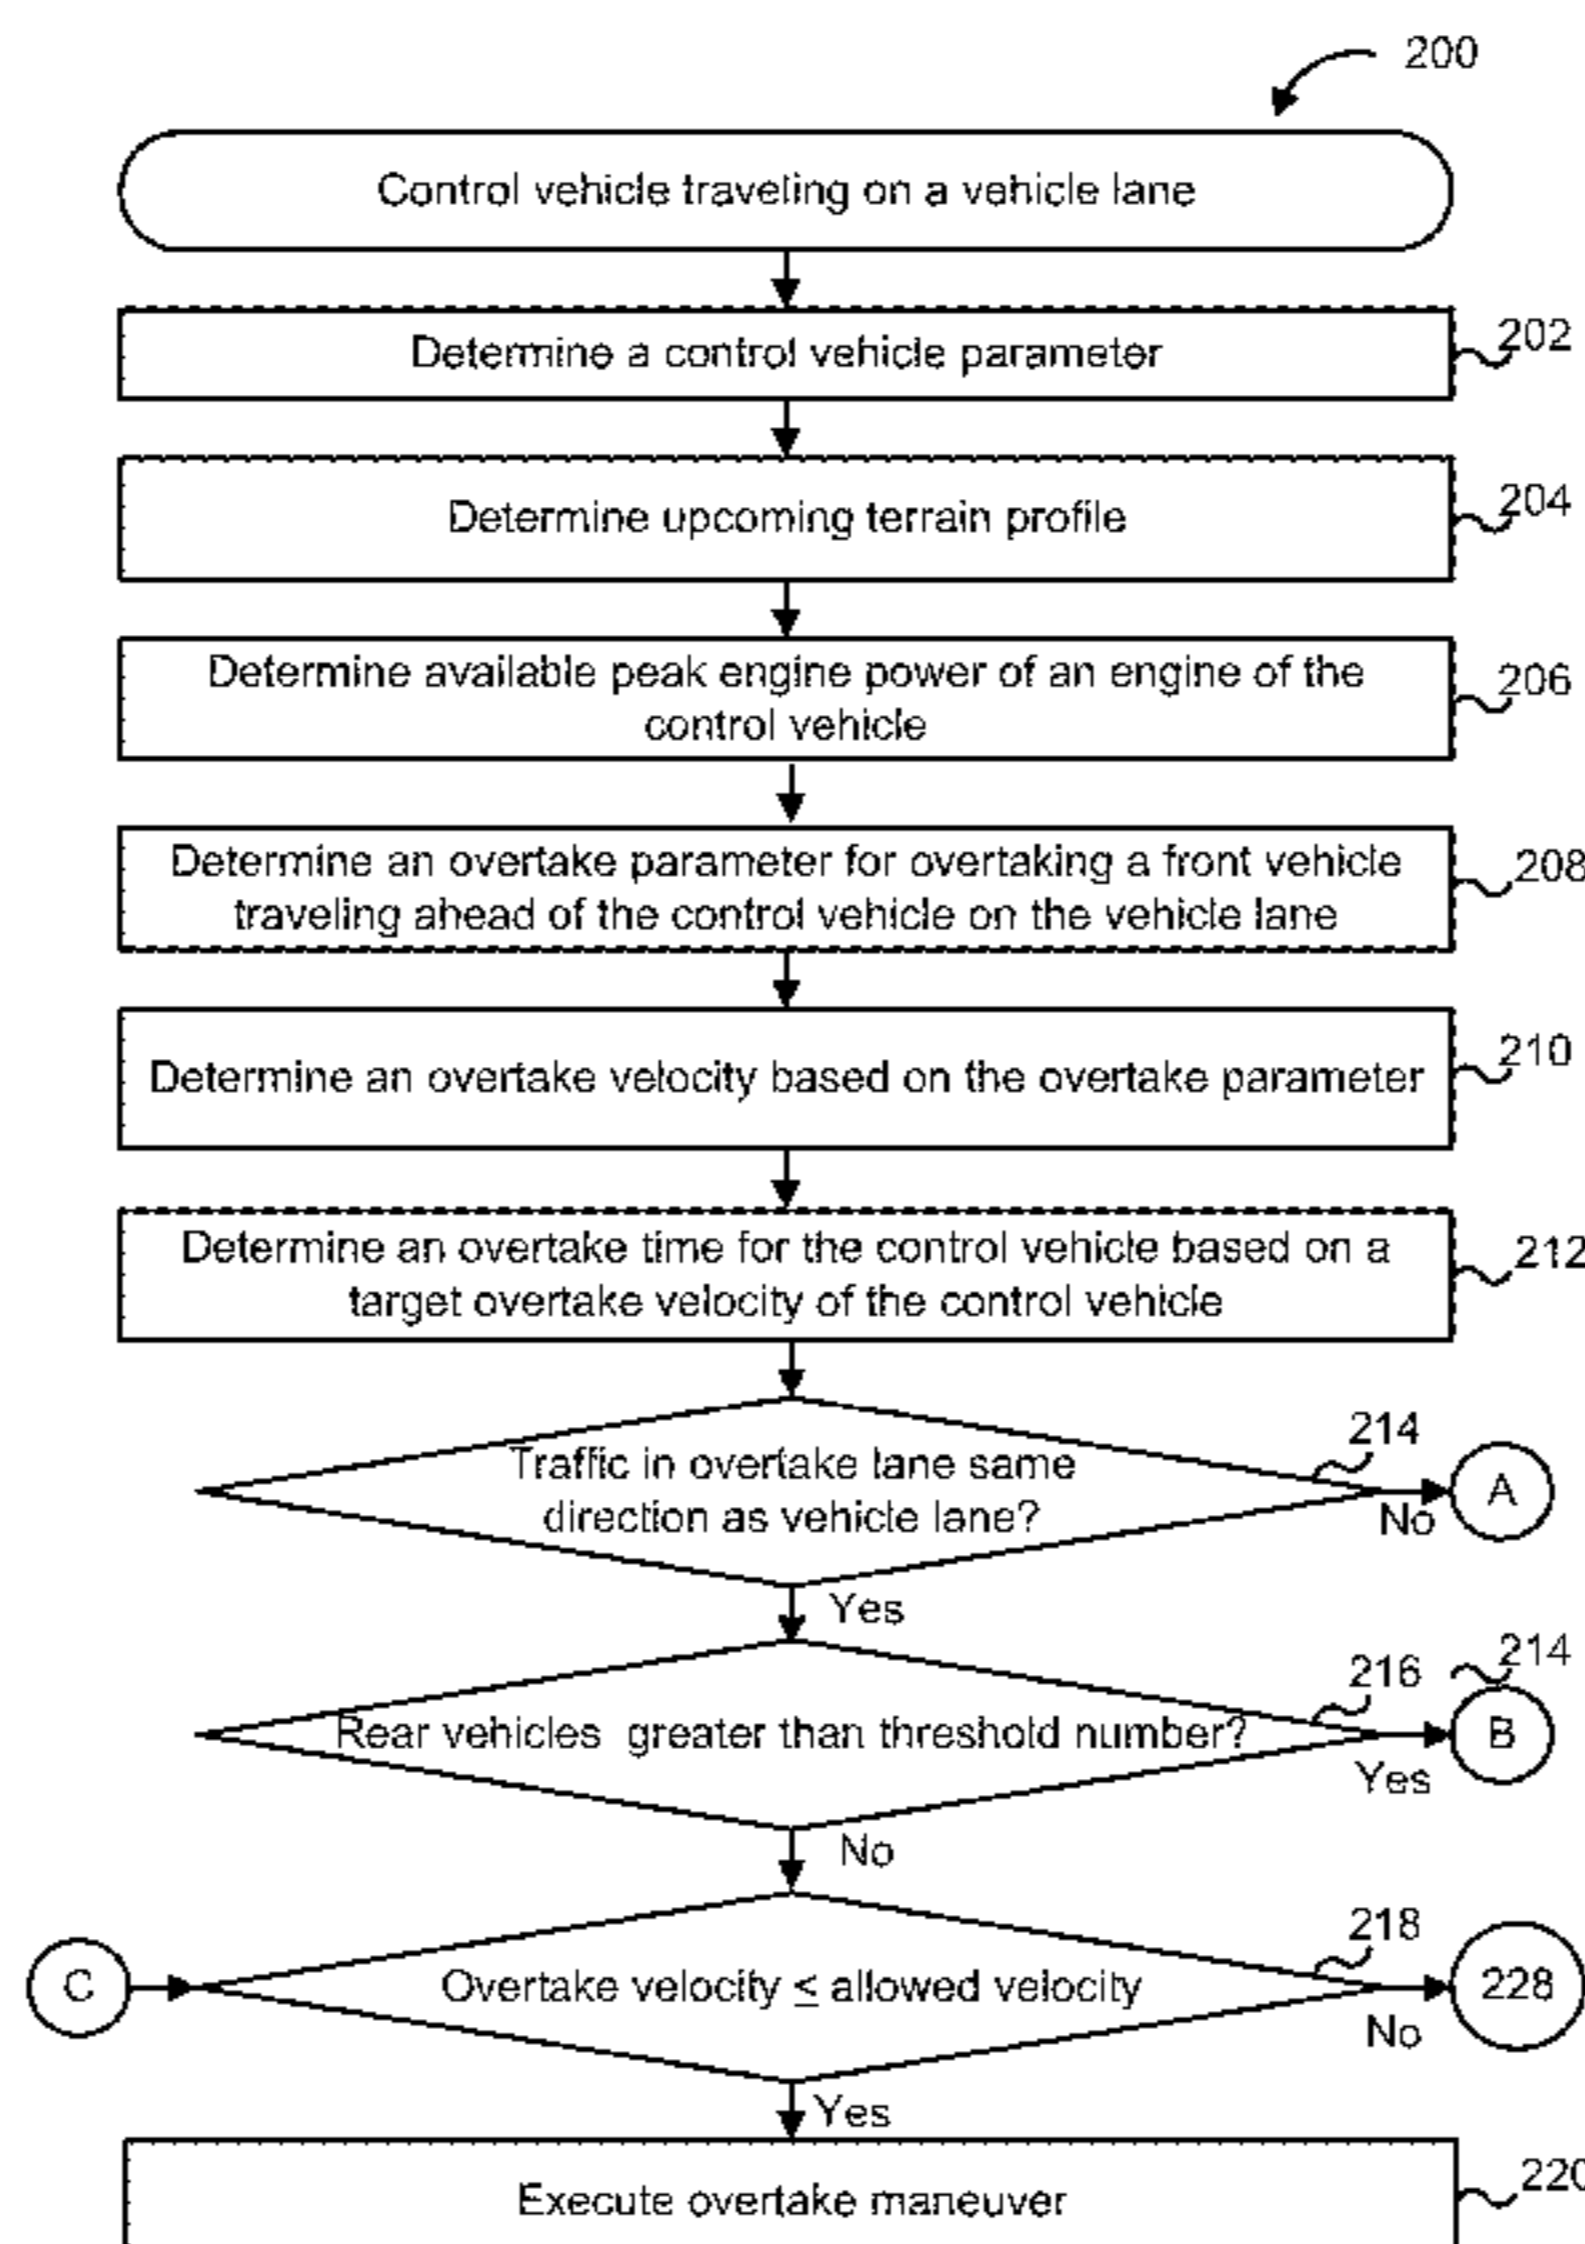 200
Control vehicle traveling on a vehicle lane
Determine a control vehicle parameter
202
Determine upcoming terrain profile
204
Determine available peak engine power of an engine of the
control vehicle
206
Determine an overtake parameter for overtaking a front vehicle
traveling ahead of the control vehicle on the vehicle lane
208
Determine an overtake velocity based on the overtake parameter
210
Determine an overtake time for the control vehicle based on a
target overtake velocity of the control vehicle
212
Traffic in overtake lane same
direction as vehicle lane?
214
No
A
Yes
Rear vehicles greater than threshold number?
216
214
B
Yes
No
C
Overtake velocity ≤ allowed velocity
218
228
No
Yes
Execute overtake maneuver
220